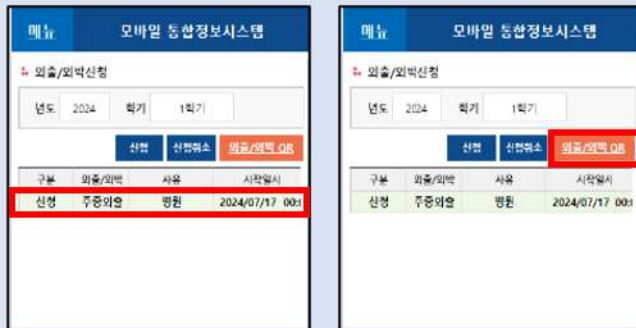 메뉴 모바일 통합정보시스템
외출/외박신청
년도 2024 학기 1학기
신청 신청취소 외출/외박 QR
구분 외출/외박 사유 시작일시
신청 주중외출 병원 2024/07/17 00:
메뉴 모바일 통합정보시스템
외출/외박신청
년도 2024 학기 1학기
신청 신청취소 외출/외박 QR
구분 외출/외박 사유 시작일시
신청 주중외출 병원 2024/07/17 00: